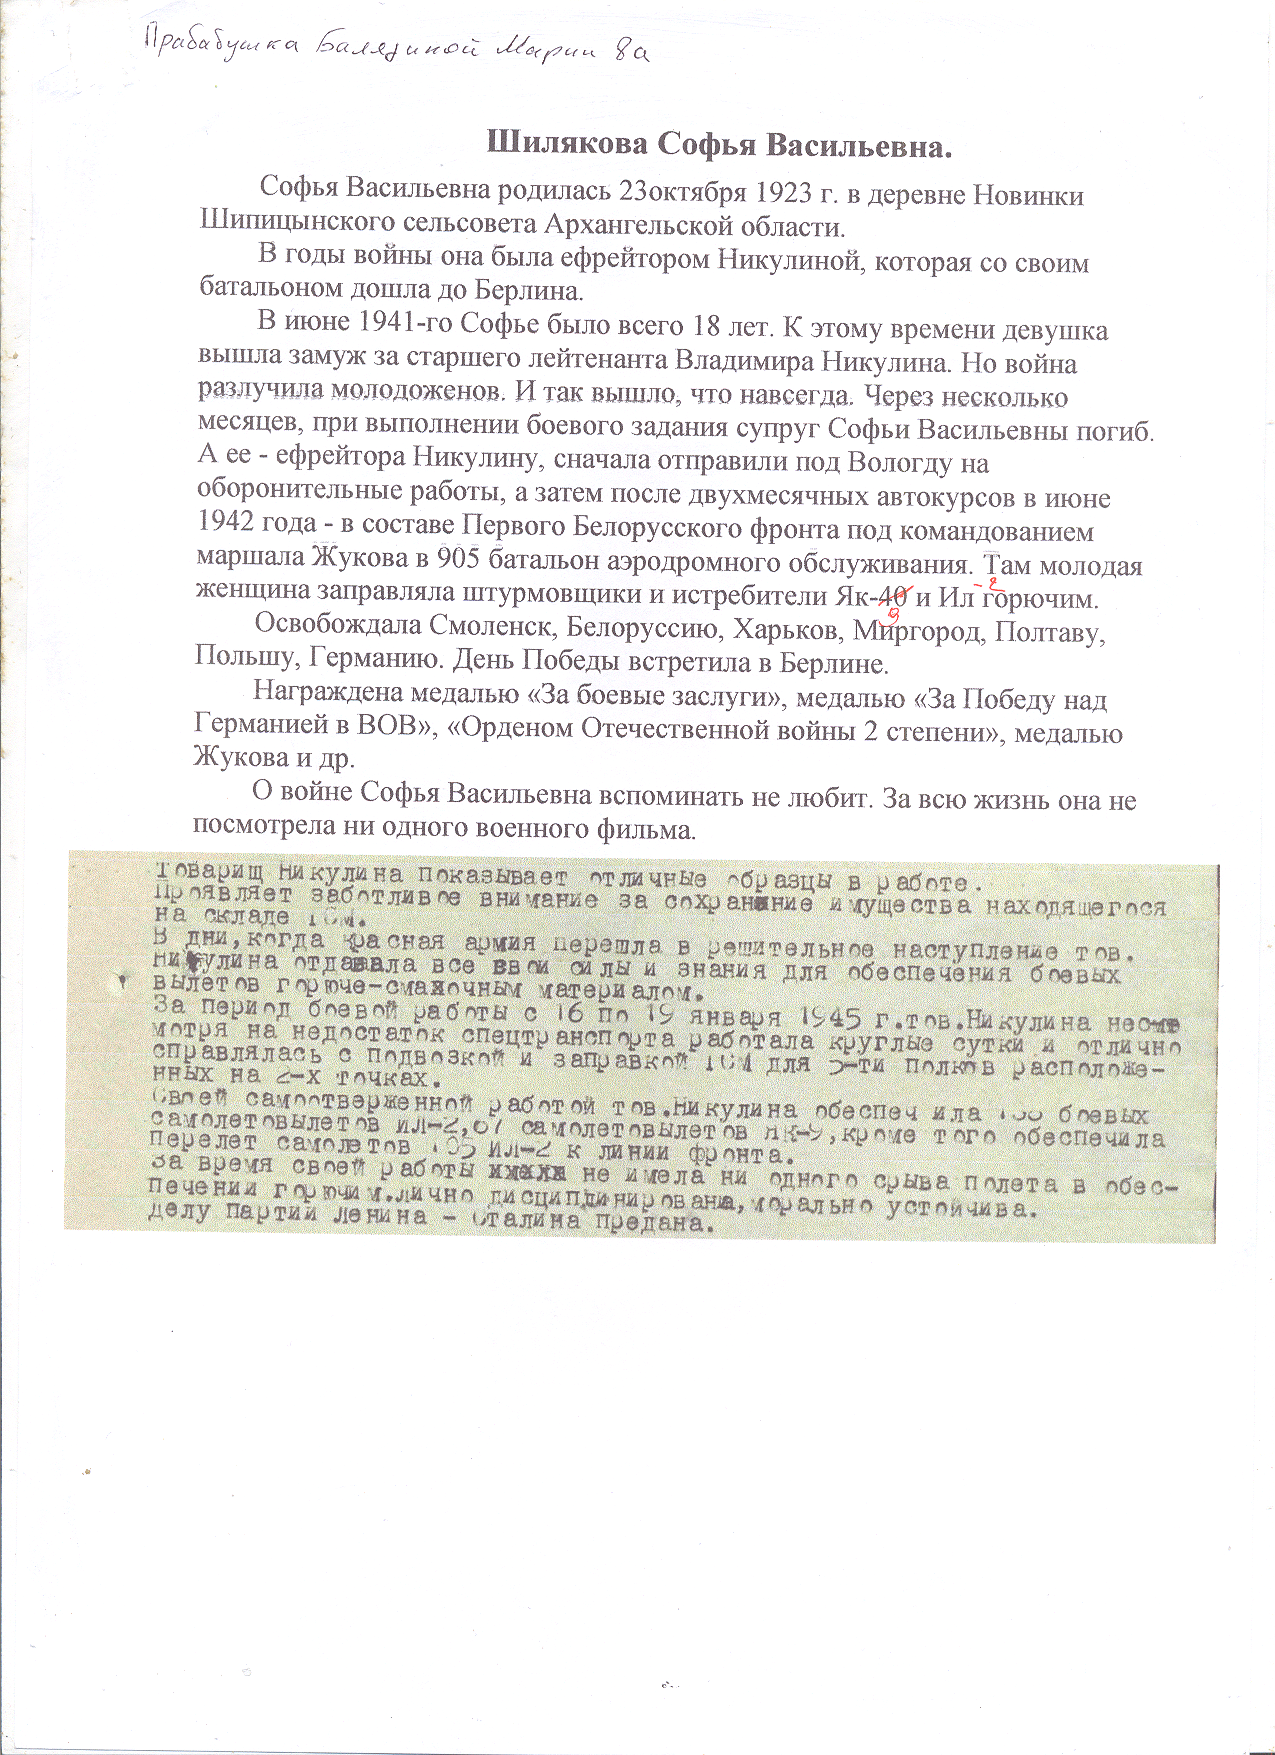 Прабабушка Балядиной Марии 8а
Шилякова Софья Васильевна.
Софья Васильевна родилась 23октября 1923 г. в деревне Новинки
Шипицынского сельсовета Архангельской области.
В годы войны она была ефрейтором Никулиной, которая со своим
батальоном дошла до Берлина.
В июне 1941-го Софье было всего 18 лет. К этому времени девушка
вышла замуж за старшего лейтенанта Владимира Никулина. Но война
разлучила молодоженов. И так вышло, что навсегда. Через несколько
месяцев, при выполнении боевого задания супруг Софьи Васильевны погиб.
А ее - ефрейтора Никулину, сначала отправили под Вологду на
оборонительные работы, а затем после двухмесячных автокурсов в июне
1942 года - в составе Первого Белорусского фронта под командованием
маршала Жукова в 905 батальон аэродромного обслуживания. Там молодая
женщина заправляла штурмовщики и истребители Як-40 9 и Ил -2 горючим.
Освобождала Смоленск, Белоруссию, Харьков, Миргород, Полтаву,
Польшу, Германию. День Победы встретила в Берлине.
Награждена медалью «За боевые заслуги», медалью «За Победу над
Германией в ВОВ», «Орденом Отечественной войны 2 степени», медалью
Жукова и др.
О войне Софья Васильевна вспоминать не любит. За всю жизнь она не
посмотрела ни одного военного фильма.
Товарищ Никулина показывает отличные образцы в работе.
Проявляет заботливое внимание за сохранание имущества находящегося
на складе ГСМ.
В дни,когда красная армия перешла в решительное наступление тов.
Никулина отдавала все свои силы и знания для обеспечения боевых
вылетов горюче-смазочным материалом.
За период боевой работы с 16 по 19 января 1945 г.тов.Никулина несмо
мотря на недостаток спецтранспорта работала круглые сутки и отлично
справлялась с подвозкой и заправкой ГСМ для 3-ти полков расположе-
нных на 2-х точках.
Своей самоотверженной работой тов.Никулина обеспечила боевых
самолетовылетов ИЛ-2,67 самолетовылетов ЯК-9,кроме того обеспечила
перелет самолетов ИЛ-2 к линии фронта.
За время своей работы не имела ни одного срыва полета в обес-
печении горючим.лично дисциплинирована,морально устойчива.
делу партии Ленина - Сталина предана.